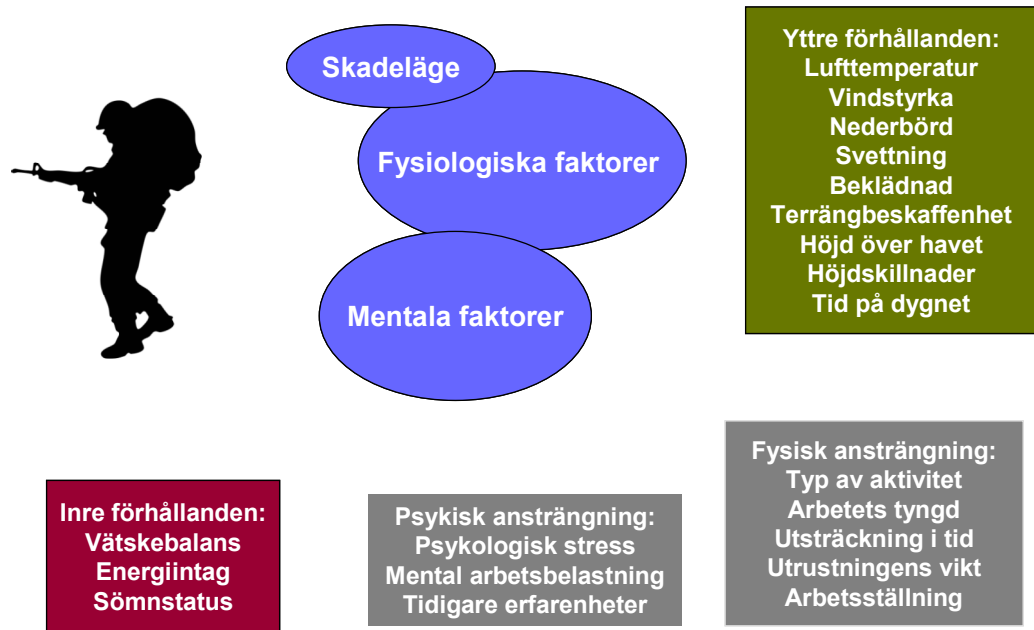 Skadeläge
Fysiologiska faktorer
Mentala faktorer
Yttre förhållanden:
Lufttemperatur
Vindstyrka
Nederbörd
Svettning
Beklädnad
Terrängbeskaffenhet
Höjd över havet
Höjdskillnader
Tid på dygnet
Inre förhållanden:
Vätskebalans
Energiintag
Sömnstatus
Psykisk ansträngning:
Psykologisk stress
Mental arbetsbelastning
Tidigare erfarenheter
Fysisk ansträngning:
Typ av aktivitet
Arbetets tyngd
Utsträckning i tid
Utrustningens vikt
Arbetsställning